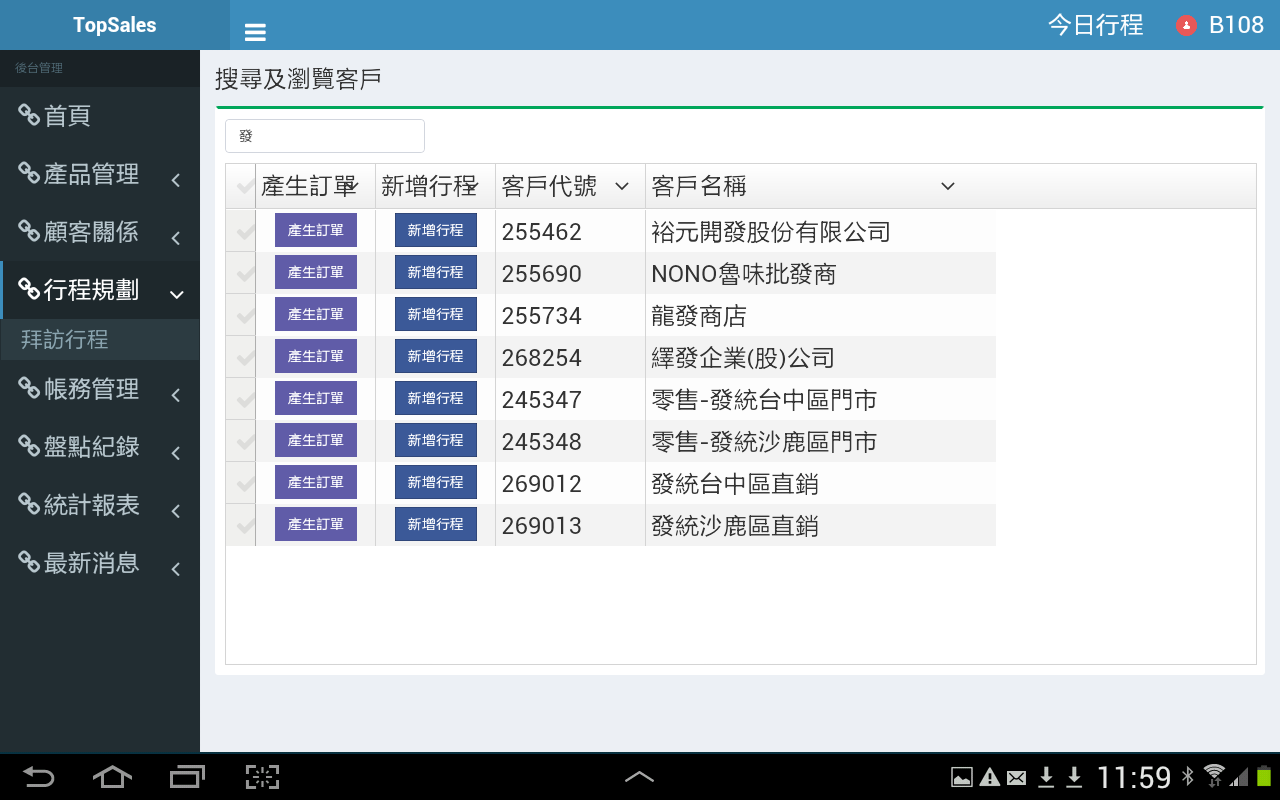 TopSales
今日行程
B108
後台管理
首頁
產品管理
顧客關係
行程規劃
拜訪行程
帳務管理
盤點紀錄
統計報表
最新消息
搜尋及瀏覽客戶
發
產生訂單 新增行程 客戶代號 客戶名稱
產生訂單 新增行程 255462 裕元開發股份有限公司
產生訂單 新增行程 255690 NONO魯味批發商
產生訂單 新增行程 255734 龍發商店
產生訂單 新增行程 268254 繹發企業(股)公司
產生訂單 新增行程 245347 零售-發統台中區門市
產生訂單 新增行程 245348 零售-發統沙鹿區門市
產生訂單 新增行程 269012 發統台中區直銷
產生訂單 新增行程 269013 發統沙鹿區直銷
11:59